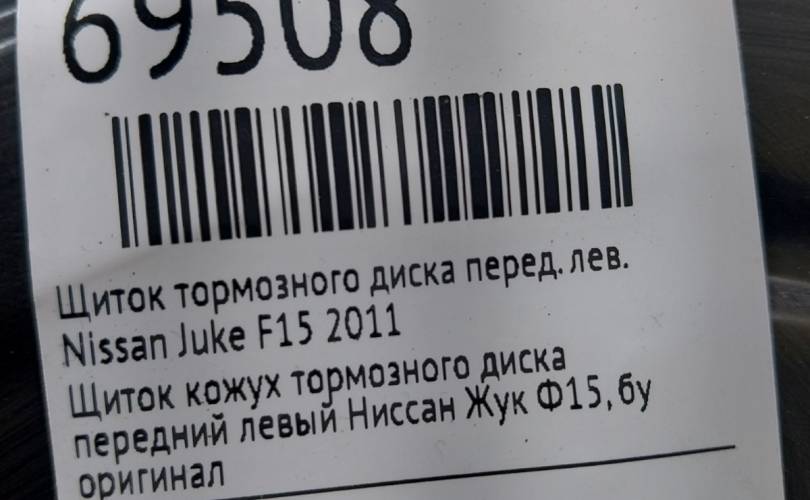 69508
Щиток тормозного диска перед. лев.
Nissan Juke F15 2011
Щиток кожух тормозного диска
передний левый Ниссан Жук Ф15, бу
оригинал